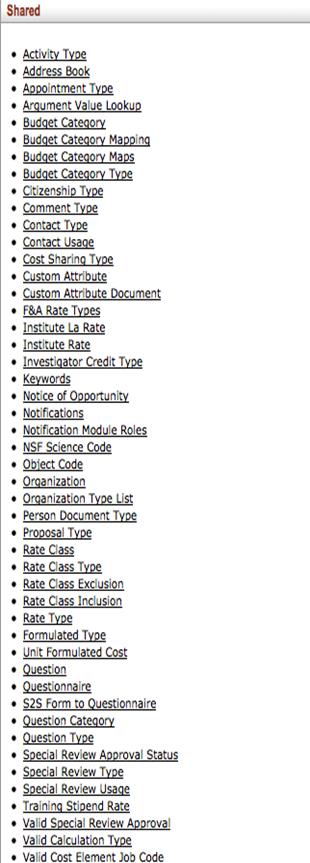 Shared
• Activity Type
• Address Book
• Appointment Type
• Argument Value Lookup
• Budget Category
• Budget Category Mapping
• Budget Category Maps
• Budget Category Type
• Citizenship Type
• Comment Type
• Contact Type
• Contact Usage
• Cost Sharing Type
• Custom Attribute
• Custom Attribute Document
• F&A Rate Types
• Institute La Rate
• Institute Rate
• Investigator Credit Type
• Keywords
• Notice of Opportunity
• Notifications
• Notification Module Roles
• NSF Science Code
• Object Code
• Organization
• Organization Type List
• Person Document Type
• Proposal Type
• Rate Class
• Rate Class Type
• Rate Class Exclusion
• Rate Class Inclusion
• Rate Type
• Formulated Type
• Unit Formulated Cost
• Question
• Questionnaire
• S2S Form to Questionnaire
• Question Category
• Question Type
• Special Review Approval Status
• Special Review Type
• Special Review Usage
• Training Stipend Rate
• Valid Special Review Approval
• Valid Calculation Type
• Valid Cost Element Job Code